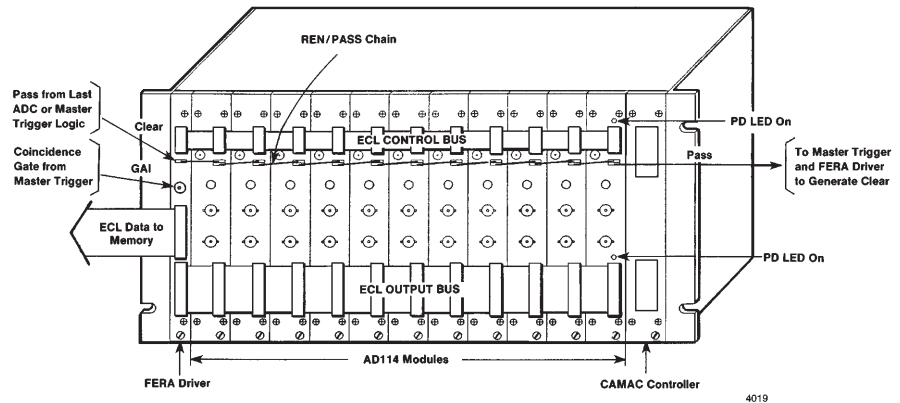 REN/PASS Chain
Pass from Last
ADC or Master
Trigger Logic
Clear
PD LED On
ECL CONTROL BUS
Coincidence
Gate from
Master Trigger
GAI
Pass
To Master Trigger
and FERA Driver
to Generate Clear
ECL Data to
Memory
PD LED On
ECL OUTPUT BUS
AD114 Modules
FERA Driver
CAMAC Controller
4019